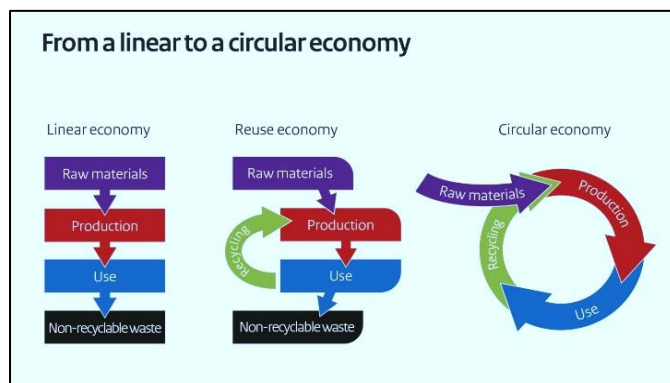 From a linear to a circular economy
Linear economy
Raw materials
Production
Use
Non-recyclable waste
Reuse economy
Raw materials
Production
Recycling
Use
Non-recyclable waste
Circular economy
Raw materials
Production
Recycling
Use